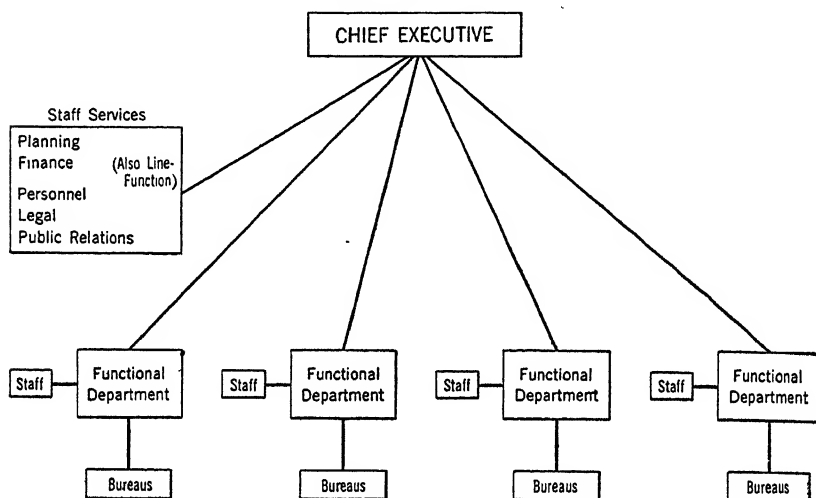 CHIEF EXECUTIVE
Staff Services
Planning
Finance (Also Line-
Function)
Personnel
Legal
Public Relations
Staff
Functional
Department
Staff
Functional
Department
Staff
Functional
Department
Staff
Functional
Department
Bureaus
Bureaus
Bureaus
Bureaus